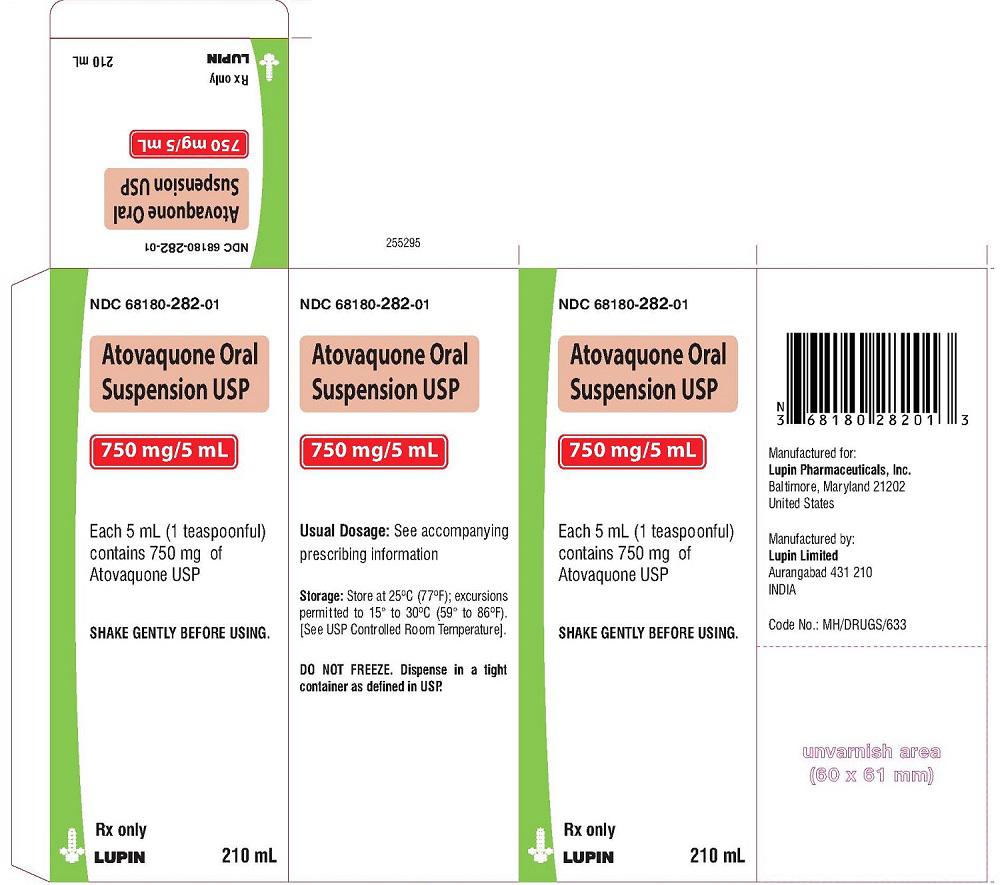 210 mL
LUPIN
Rx only
750 mg/5 mL
Atovaquone Oral
Suspension USP
NDC 68180-282-01
255295
NDC 68180-282-01
Atovaquone Oral
Suspension USP
750 mg/5 mL
Each 5 mL (1 teaspoonful)
contains 750 mg of
Atovaquone USP
SHAKE GENTLY BEFORE USING.
Rx only
LUPIN 210 mL
NDC 68180-282-01
Atovaquone Oral
Suspension USP
750 mg/5 mL
Usual Dosage: See accompanying
prescribing information
Storage: Store at 25ºC (77ºF); excursions
permitted to 15° to 30ºC (59° to 86ºF).
[See USP Controlled Room Temperature].
DO NOT FREEZE. Dispense in a tight
container as defined in USP.
NDC 68180-282-01
Atovaquone Oral
Suspension USP
750 mg/5 mL
Each 5 mL (1 teaspoonful)
contains 750 mg of
Atovaquone USP
SHAKE GENTLY BEFORE USING.
Rx only
LUPIN 210 mL
N
3 68180 28201 3
Manufactured for:
Lupin Pharmaceuticals, Inc.
Baltimore, Maryland 21202
United States
Manufactured by:
Lupin Limited
Aurangabad 431 210
INDIA
Code No.: MH/DRUGS/633
unvarnish area
(60 x 61 mm)